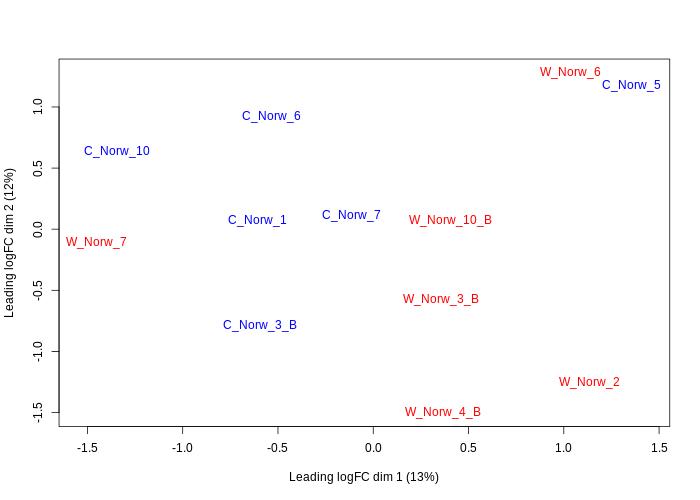 W_Norw_6
C_Norw_5
C_Norw_6
C_Norw_10
C_Norw_7
C_Norw_1
W_Norw_10_B
W_Norw_7
W_Norw_3_B
C_Norw_3_B
W_Norw_2
W_Norw_4_B
1.0
0.5
0.0
-0.5
-1.0
-1.5
Leading logFC dim 2 (12%)
-1.5 -1.0 -0.5 0.0 0.5 1.0 1.5
Leading logFC dim 1 (13%)